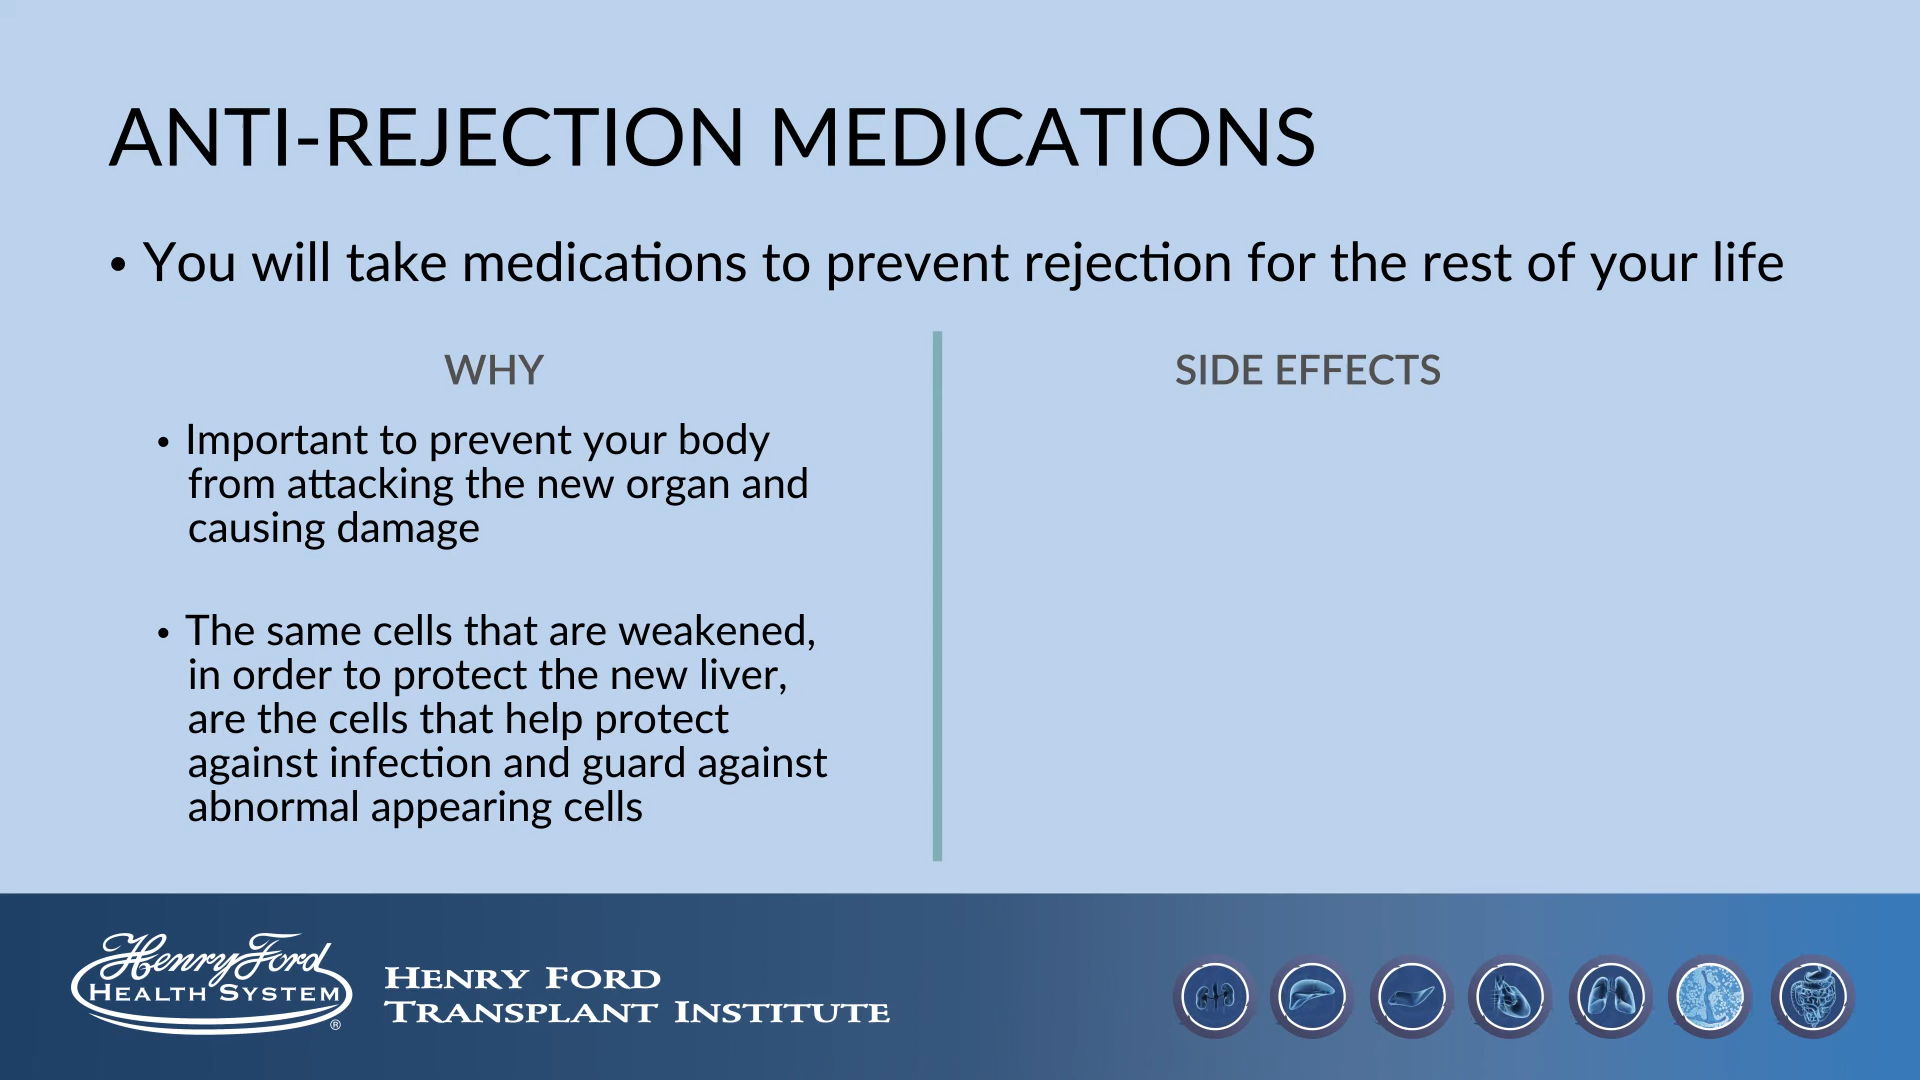 ANTI-REJECTION MEDICATIONS
• You will take medications to prevent rejection for the rest of your life
WHY
• Important to prevent your body
from attacking the new organ and
causing damage
• The same cells that are weakened,
in order to protect the new liver,
are the cells that help protect
against infection and guard against
abnormal appearing cells
SIDE EFFECTS
Henry Ford
HEALTH SYSTEM
®
HENRY FORD
TRANSPLANT INSTITUTE